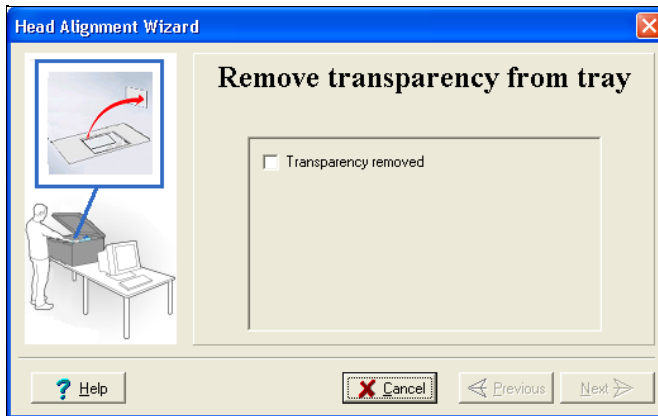 Head Alignment Wizard
Remove transparency from tray
Transparency removed
Help
Cancel
Previous
Next